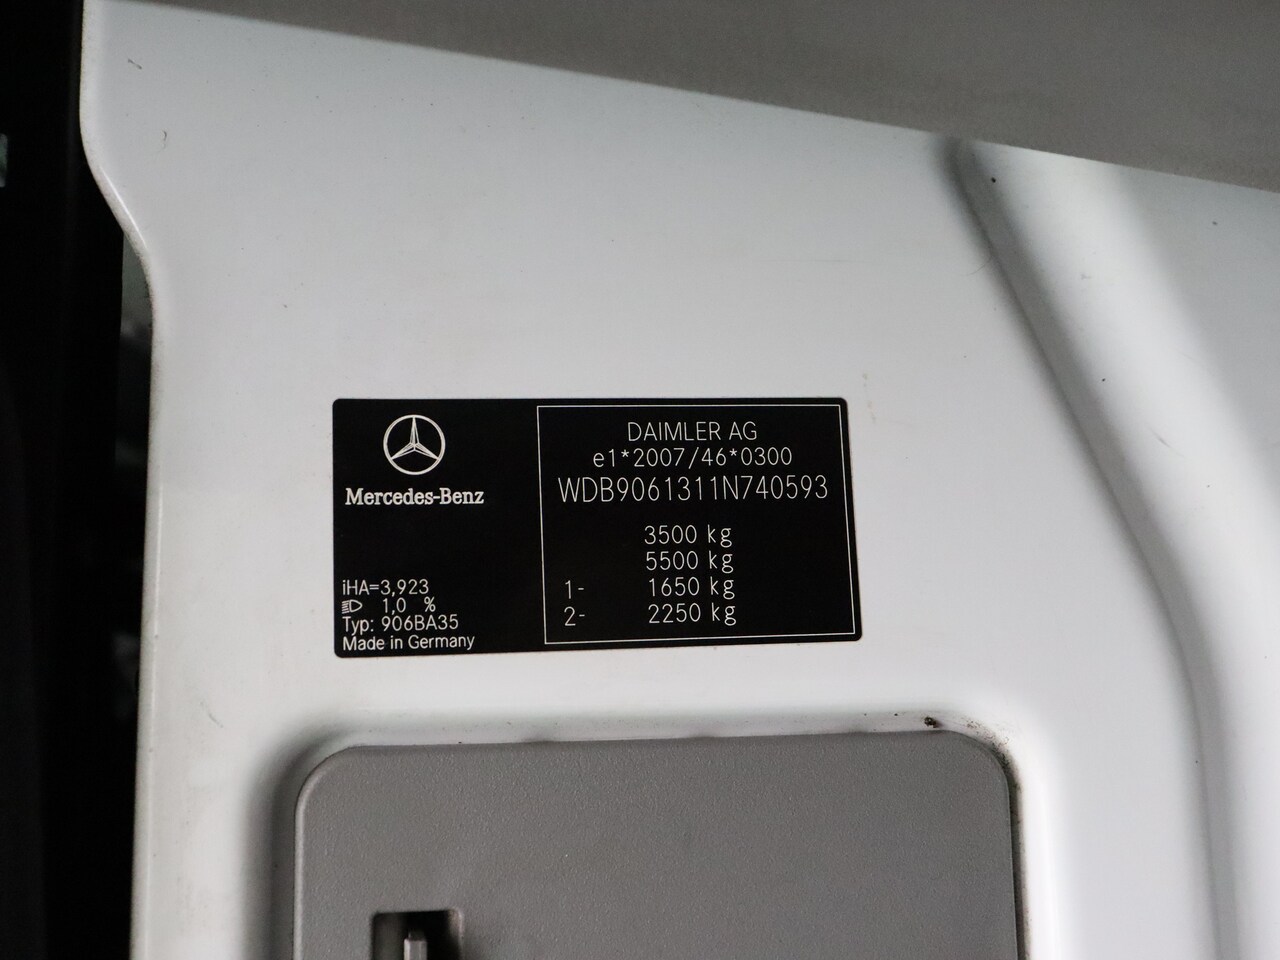 Mercedes-Benz
iHA=3,923
1,0 %
Typ: 906BA35
Made in Germany
DAIMLER AG
e1*2007/46*0300
WDB9061311N740593
3500 kg
5500 kg
1- 1650 kg
2- 2250 kg